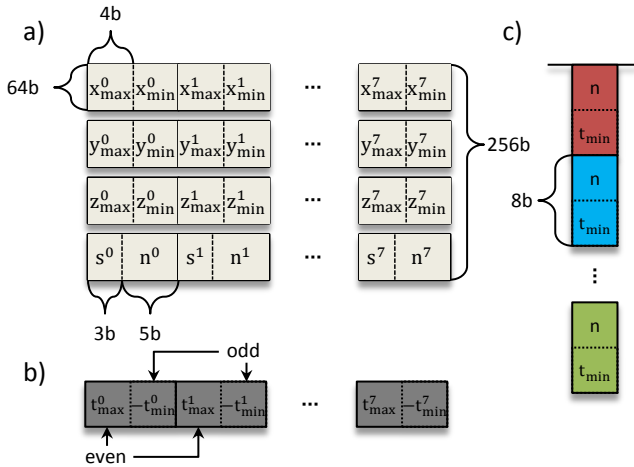 a)
4b
c)
64b
x⁰max x⁰min x¹max x¹min ... x⁷max x⁷min
y⁰max y⁰min y¹max y¹min ... y⁷max y⁷min
256b
z⁰max z⁰min z¹max z¹min ... z⁷max z⁷min
s⁰ n⁰ s¹ n¹ ... s⁷ n⁷
3b 5b
n
tmin
n
8b
tmin
...
n
tmin
b)
odd
t⁰max −t⁰min t¹max −t¹min ... t⁷max −t⁷min
even